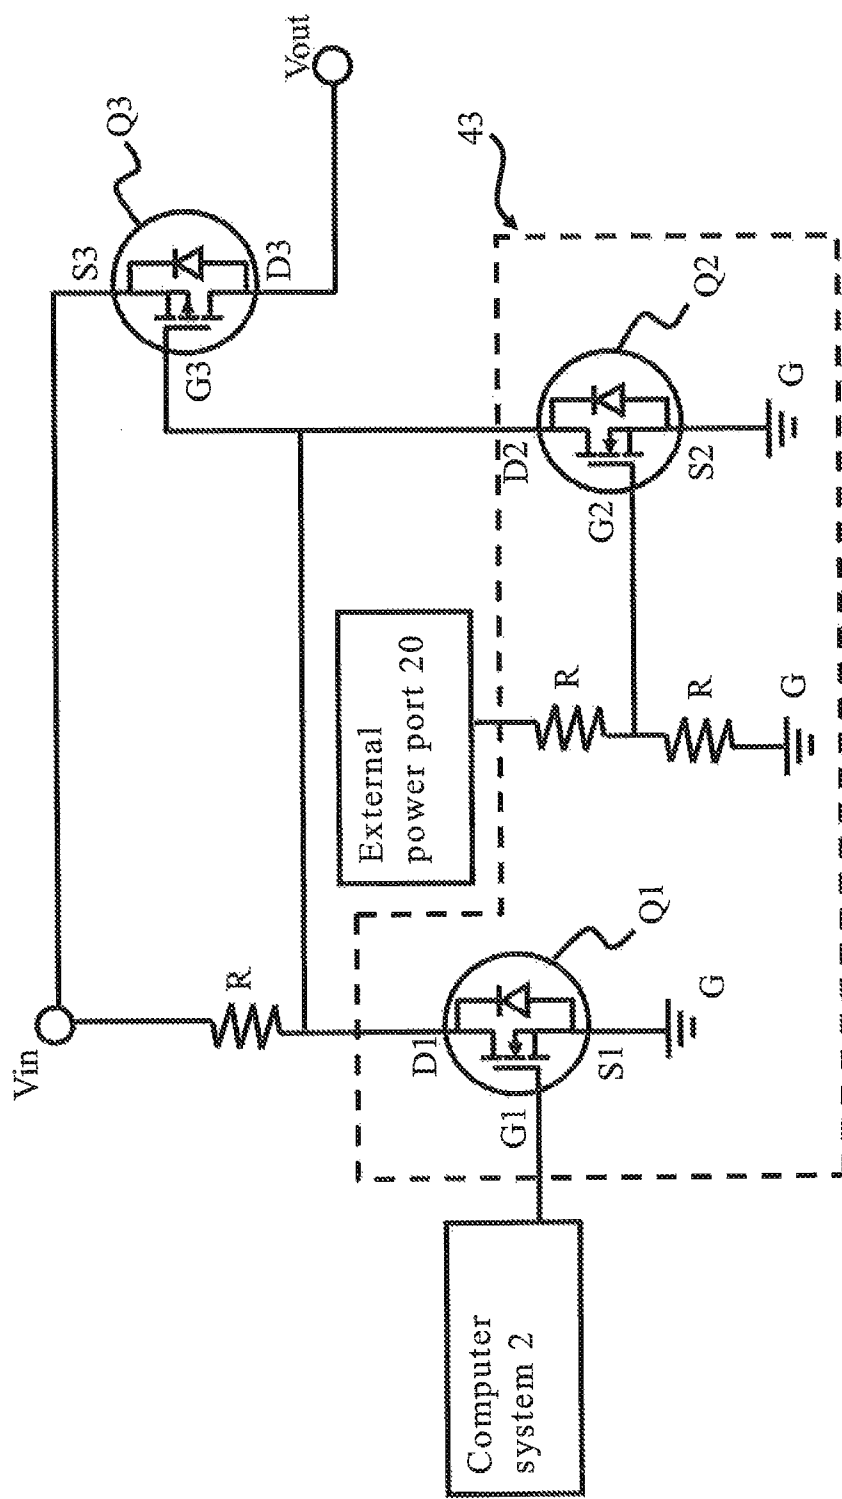 Vin
R
S3
Q3
Vout
G3
D3
External
power port 20
43
D1
Q1
D2
Q2
Computer
system 2
G1
S1
G
R
R
G
G2
S2
G